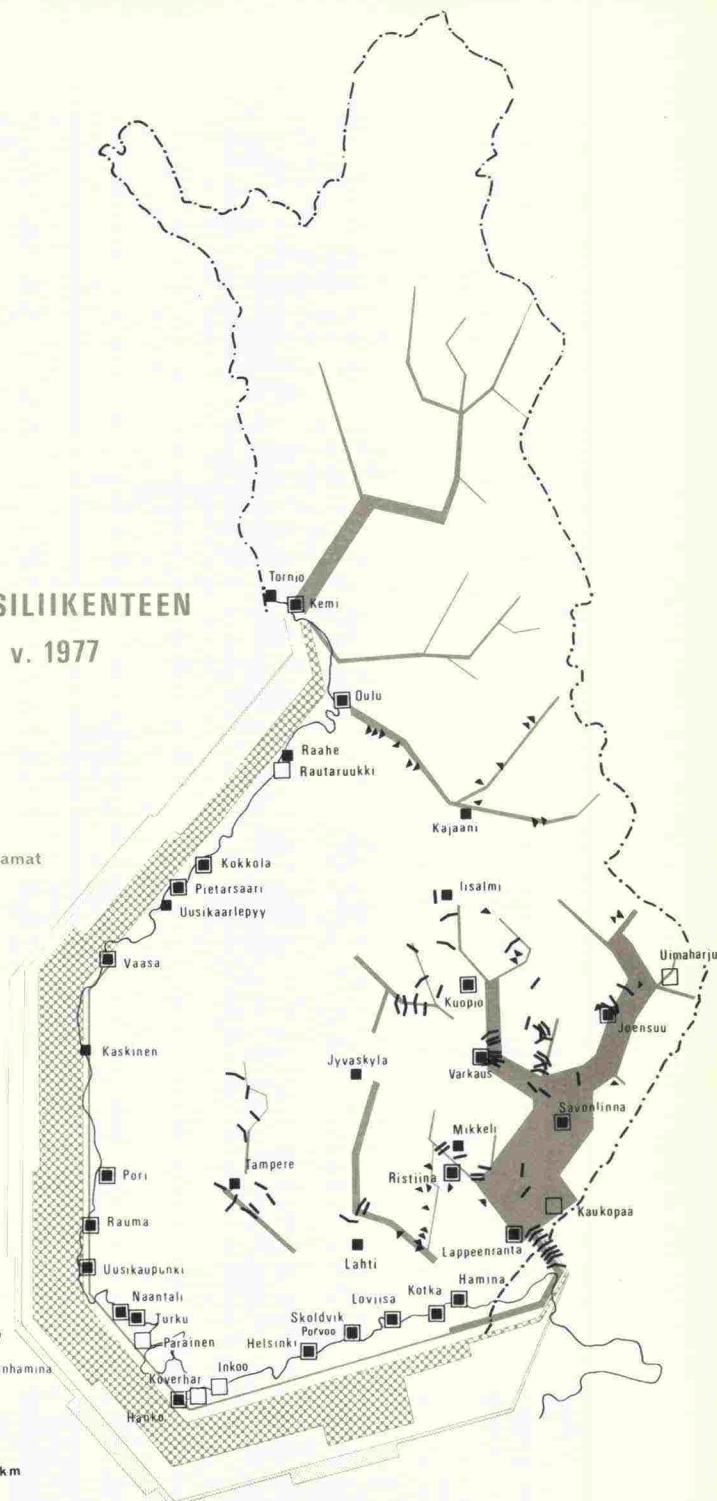 SILIIKENTEEN
v. 1977
amat
nhamina
km
Tornio
Kemi
Oulu
Raahe
Rautaruukki
Kajaani
Kokkola
Pietarsaari
Uusikaarlepyy
Iisalmi
Vaasa
Uimaharju
Kuopio
Joensuu
Kaskinen
Jyvaskyla
Varkaus
Savonlinna
Mikkeli
Pori
Tampere
Ristiina
Kaukopaa
Rauma
Lappeenranta
Lahti
Uusikaupunki
Hamina
Naantali
Loviisa
Kotka
Turku
Skoldvik
Porvoo
Parainen
Helsinki
Inkoo
Koverhar
Hanko